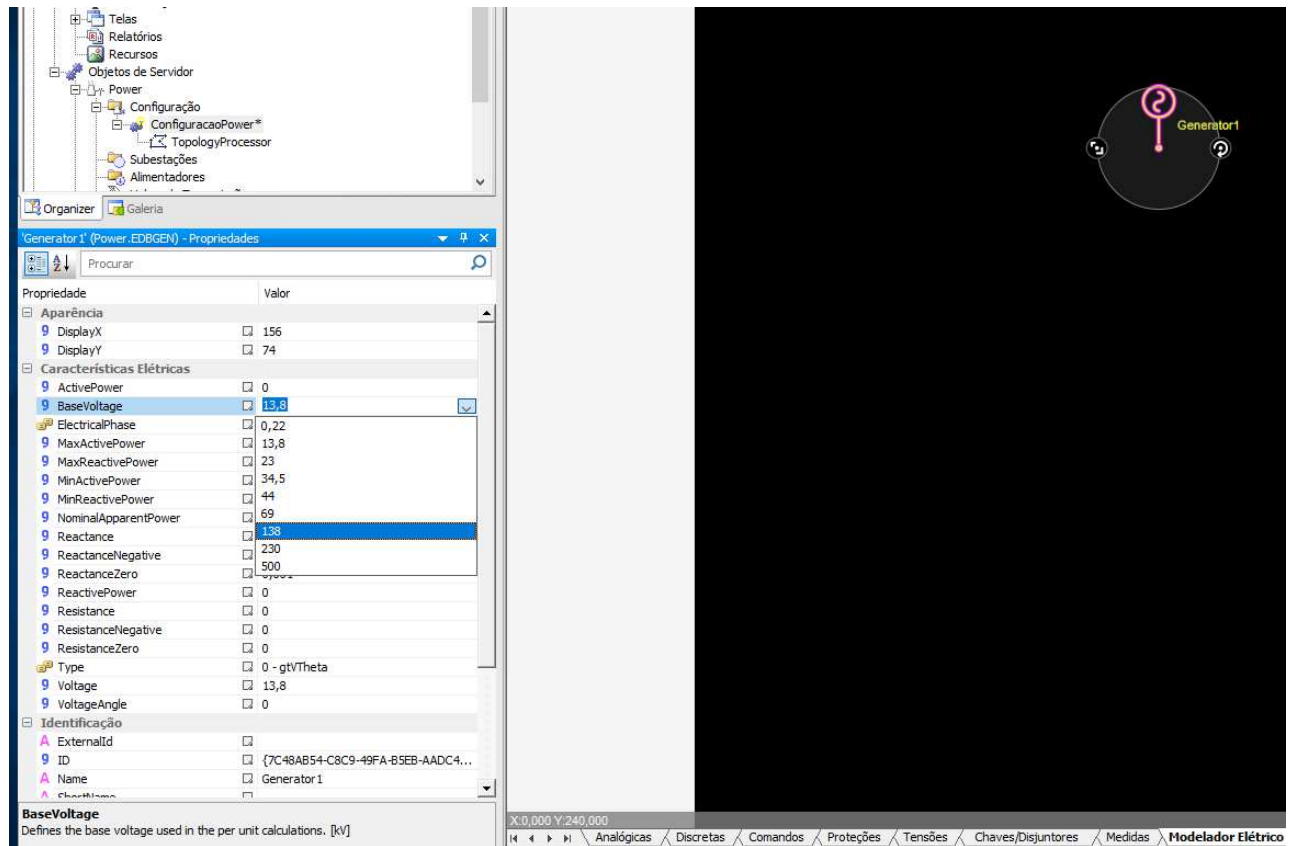 Telas
Relatórios
Recursos
Objetos de Servidor
Power
Configuração
ConfiguracaoPower*
TopologyProcessor
Subestações
Alimentadores
Organizer Galeria
'Generator1' (Power.EDBGEN) - Propriedades
Procurar
Propriedade Valor
Aparência
DisplayX 156
DisplayY 74
Características Elétricas
ActivePower 0
BaseVoltage 13,8
ElectricalPhase 0,22
MaxActivePower 13,8
MaxReactivePower 23
MinActivePower 34,5
MinReactivePower 44
NominalApparentPower 69
Reactance 138
ReactanceNegative 230
ReactanceZero 500
ReactivePower 0
Resistance 0
ResistanceNegative 0
ResistanceZero 0
Type 0 - gtVTheta
Voltage 13,8
VoltageAngle 0
Identificação
ExternalId
ID {7C48AB54-C8C9-49FA-B5EB-AADC4...
Name Generator1
ShortName
BaseVoltage
Defines the base voltage used in the per unit calculations. [kV]
Generator1
X:0,000 Y:240,000
Analógicas Discretas Comandos Proteções Tensões Chaves/Disjuntores Medidas Modelador Elétrico